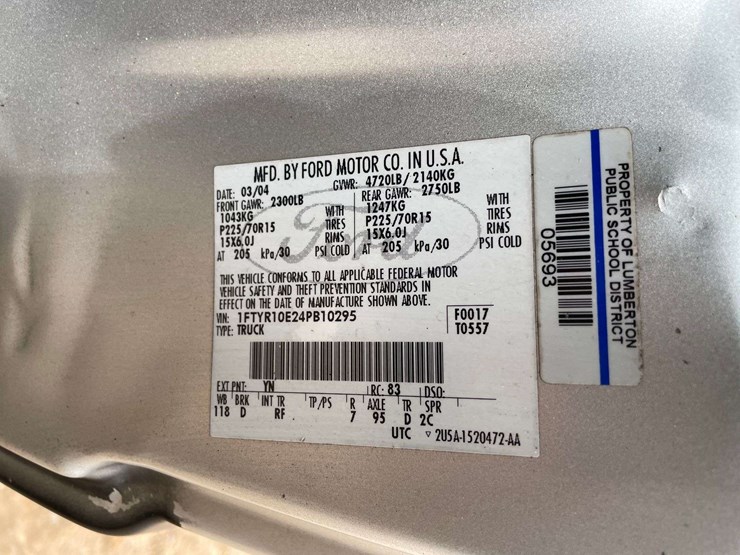 MFD. BY FORD MOTOR CO. IN U.S.A.
DATE: 03/04 GVWR: 4720LB/ 2140KG
FRONT GAWR: 2300LB REAR GAWR: 2750LB
1043KG WITH 1247KG WITH
P225/70R15 TIRES P225/70R15 TIRES
15X6.0J RIMS 15X6.0J RIMS
AT 205 kPa/30 PSI COLD AT 205 kPa/30 PSI COLD
Ford
THIS VEHICLE CONFORMS TO ALL APPLICABLE FEDERAL MOTOR
VEHICLE SAFETY AND THEFT PREVENTION STANDARDS IN
EFFECT ON THE DATE OF MANUFACTURE SHOWN ABOVE.
VIN: 1FTYR10E24PB10295 F0017
TYPE: TRUCK T0557
EXT PNT: YN RC: 83 DSO:
WB BRK INT TR TP/PS R AXLE TR SPR
118 D RF 7 95 D 2C
UTC ▽ 2U5A-1520472-AA
PROPERTY OF LUMBERTON
PUBLIC SCHOOL DISTRICT
05693